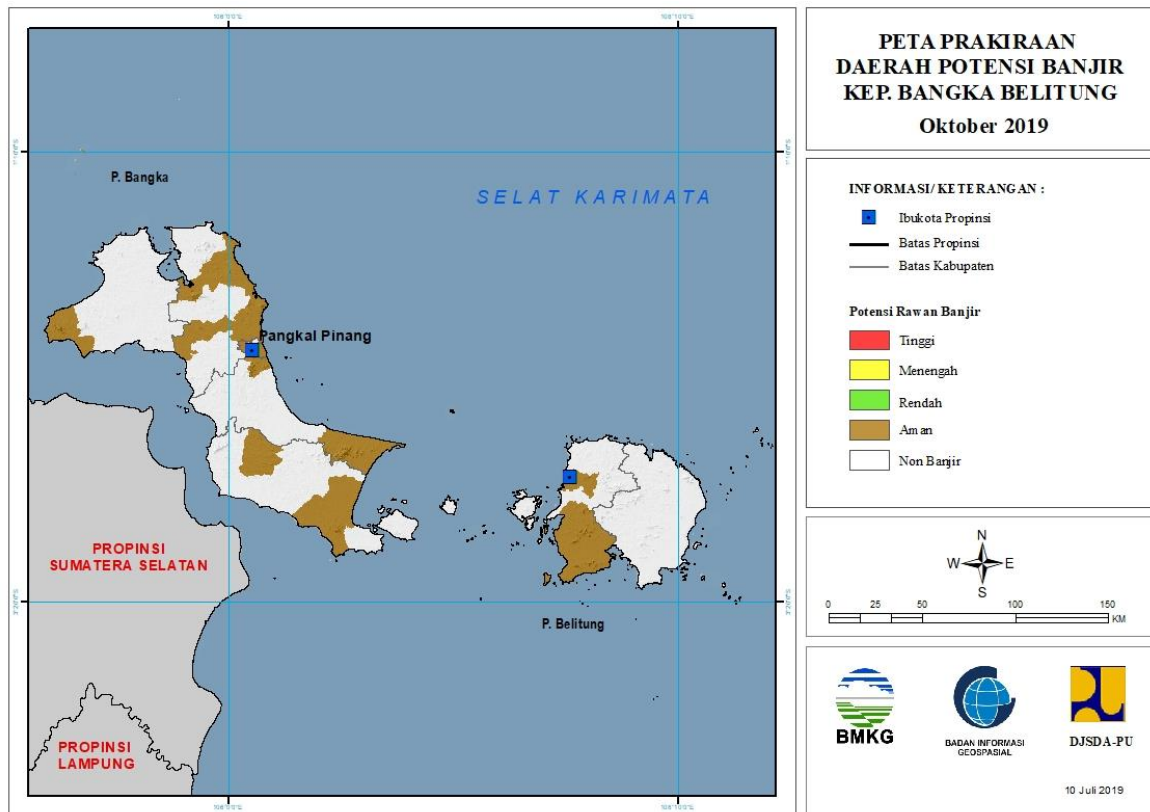 PETA PRAKIRAAN
DAERAH POTENSI BANJIR
KEP. BANGKA BELITUNG
Oktober 2019
P. Bangka
SELAT KARIMATA
Pangkal Pinang
PROPINSI
SUMATERA SELATAN
P. Belitung
PROPINSI
LAMPUNG
INFORMASI/ KETERANGAN :
Ibukota Propinsi
Batas Propinsi
Batas Kabupaten
Potensi Rawan Banjir
Tinggi
Menengah
Rendah
Aman
Non Banjir
N
W E
S
0 25 50 100 150
KM
BMKG
BADAN INFORMASI
GEOSPASIAL
DJSDA-PU
10 Juli 2019